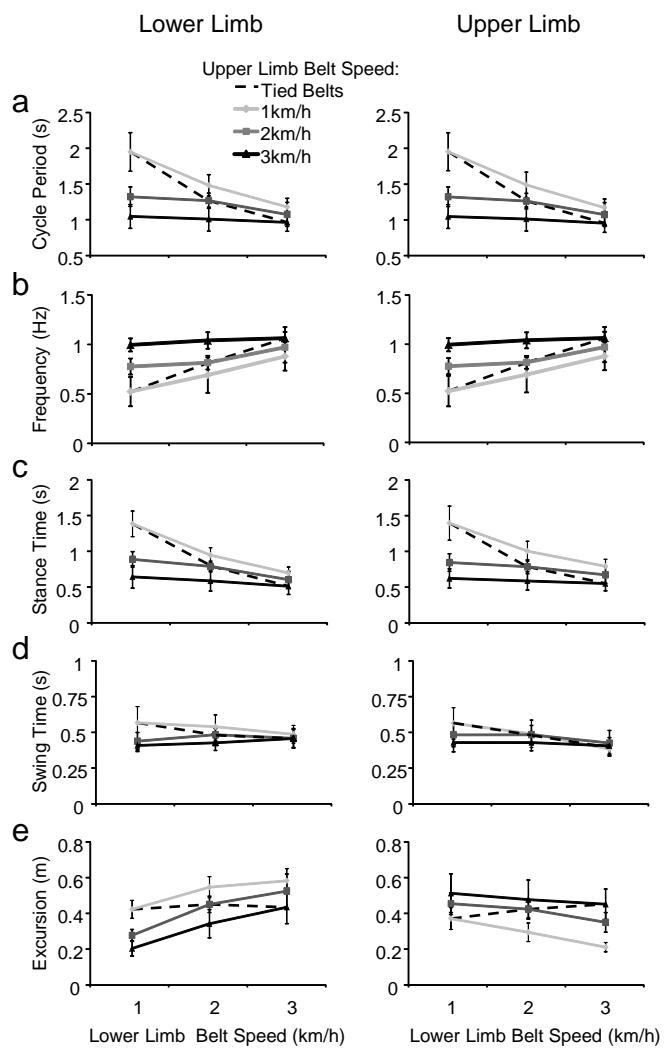 Lower Limb
Upper Limb
Upper Limb Belt Speed:
Tied Belts
1km/h
2km/h
3km/h
a
Cycle Period (s)
2.5
2
1.5
1
0.5
2.5
2
1.5
1
0.5
b
Frequency (Hz)
1.5
1
0.5
0
1.5
1
0.5
0
c
Stance Time (s)
2
1.5
1
0.5
0
2
1.5
1
0.5
0
d
Swing Time (s)
1
0.75
0.5
0.25
0
1
0.75
0.5
0.25
0
e
Excursion (m)
0.8
0.6
0.4
0.2
0
0.8
0.6
0.4
0.2
0
1 2 3
1 2 3
Lower Limb Belt Speed (km/h)
Lower Limb Belt Speed (km/h)